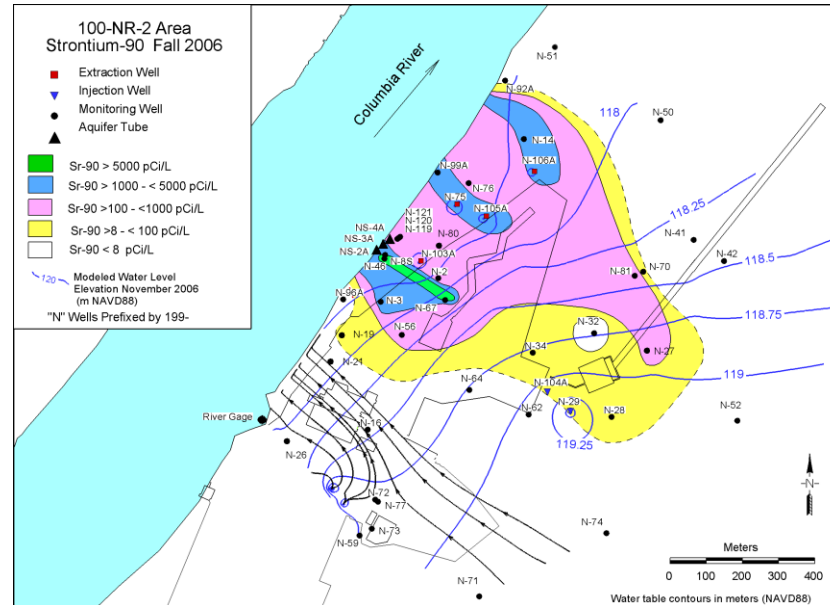 100-NR-2 Area
Strontium-90 Fall 2006
Extraction Well
Injection Well
Monitoring Well
Aquifer Tube
Sr-90 > 5000 pCi/L
Sr-90 > 1000 - < 5000 pCi/L
Sr-90 >100 - <1000 pCi/L
Sr-90 >8 - < 100 pCi/L
Sr-90 < 8 pCi/L
120
Modeled Water Level
Elevation November 2006
(m NAVD88)
"N" Wells Prefixed by 199-
Columbia River
N-51
N-92A
118
N-50
N-14
N-99A
N-106A
N-76
N-75
N-105A
118.25
N-121
NS-4A
N-120
NS-3A
N-119
N-80
NS-2A
N-41
N-42
N-103A
N-46
N-8S
118.5
N-2
N-81
N-70
N-96A
N-3
N-67
118.75
N-19
N-56
N-32
N-34
N-27
N-21
119
N-64
N-104A
N-29
N-62
N-28
N-52
River Gage
N-16
119.25
N-26
N-72
N-77
N-73
N-74
N-59
N-71
-N-
Meters
0 100 200 300 400
Water table contours in meters (NAVD88)